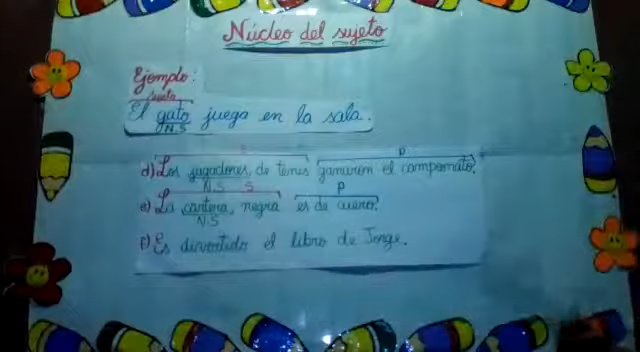 Núcleo del sujeto
Ejemplo:
sujeto
El gato juega en la sala.
N.S
S P
d) Los jugadores, de tenis ganaron el campeonato.
N.S S P
e) La cartera, negra es de cuero.
N.S
f) Es divertido el libro de Jorge.